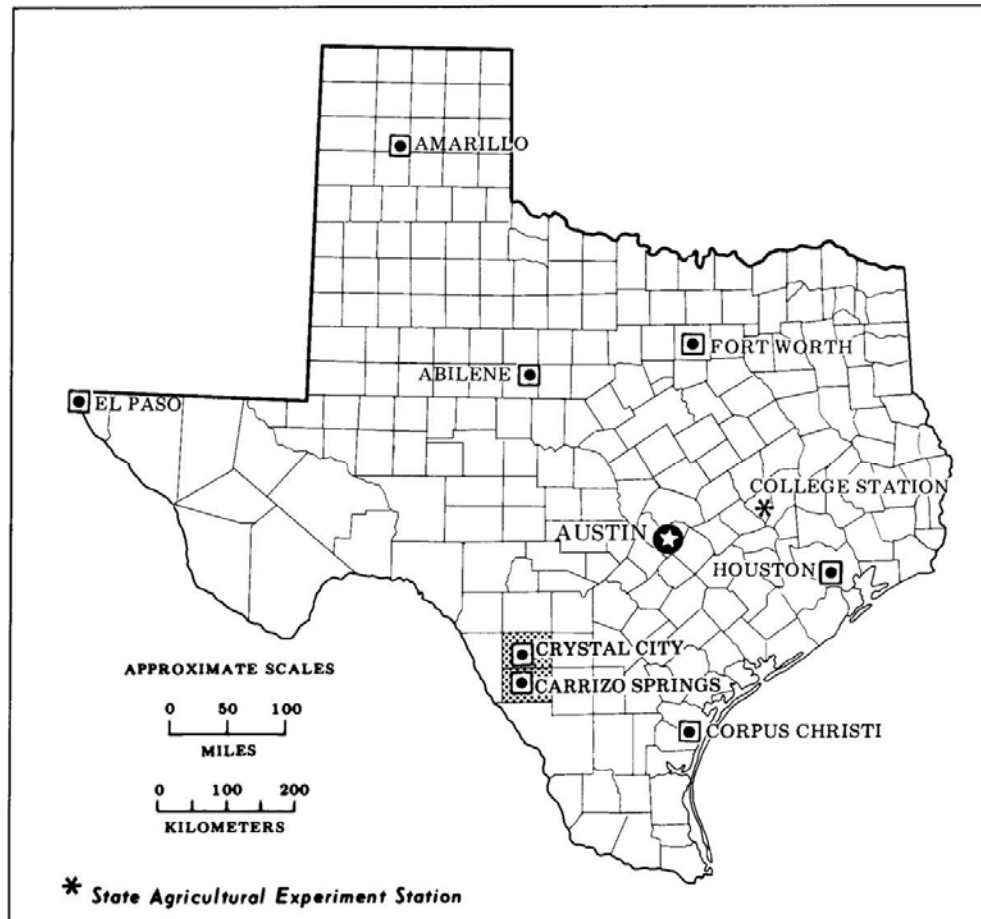 AMARILLO
FORT WORTH
ABILENE
EL PASO
COLLEGE STATION
AUSTIN
HOUSTON
CRYSTAL CITY
CARRIZO SPRINGS
CORPUS CHRISTI
APPROXIMATE SCALES
0 50 100
MILES
0 100 200
KILOMETERS
* State Agricultural Experiment Station